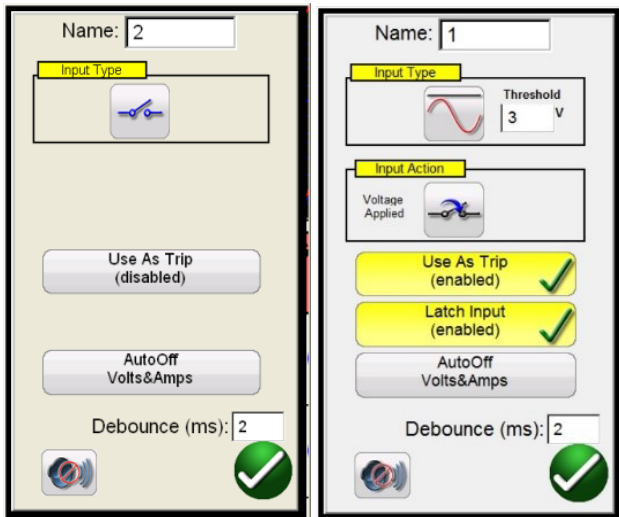 Name: 2
Input Type
Use As Trip
(disabled)
AutoOff
Volts&Amps
Debounce (ms): 2
Name: 1
Input Type
Threshold
3 V
Input Action
Voltage
Applied
Use As Trip
(enabled)
Latch Input
(enabled)
AutoOff
Volts&Amps
Debounce (ms): 2